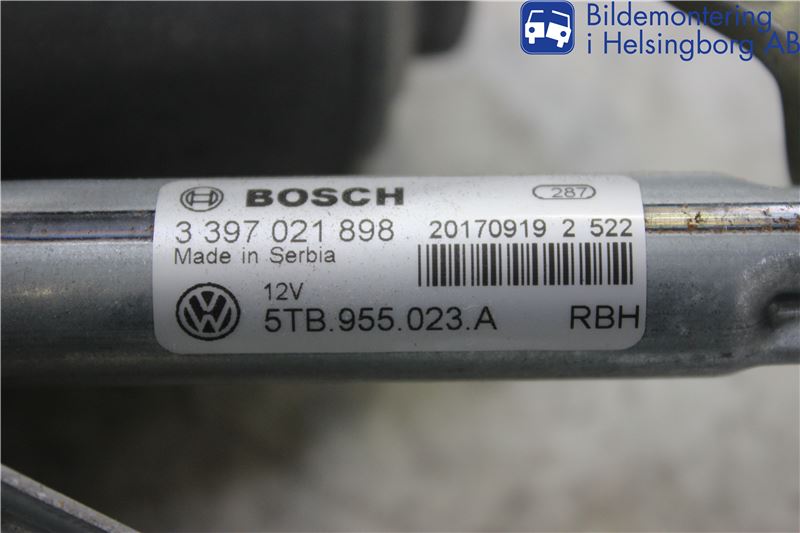 Bildemontering
i Helsingborg AB
BOSCH
287
3 397 021 898
20170919 2 522
Made in Serbia
12V
5TB.955.023.A
RBH